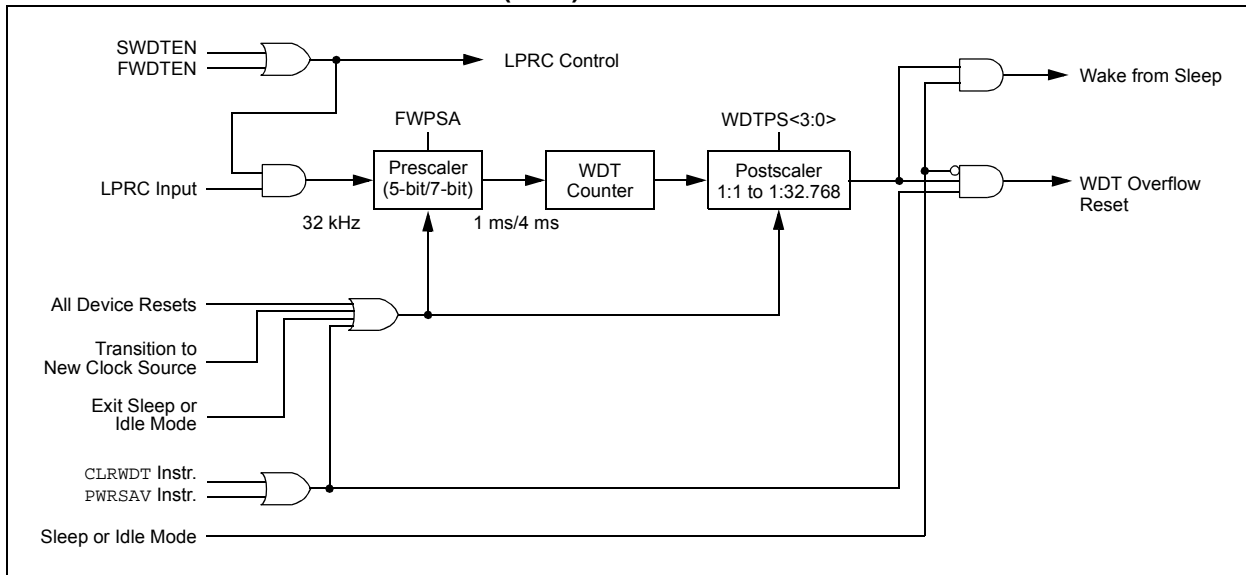 SWDTEN
FWDTEN
LPRC Control
Wake from Sleep
FWPSA
WDTPS<3:0>
Prescaler
(5-bit/7-bit)
WDT
Counter
Postscaler
1:1 to 1:32.768
LPRC Input
WDT Overflow
Reset
32 kHz
1 ms/4 ms
All Device Resets
Transition to
New Clock Source
Exit Sleep or
Idle Mode
CLRWDT Instr.
PWRSAV Instr.
Sleep or Idle Mode